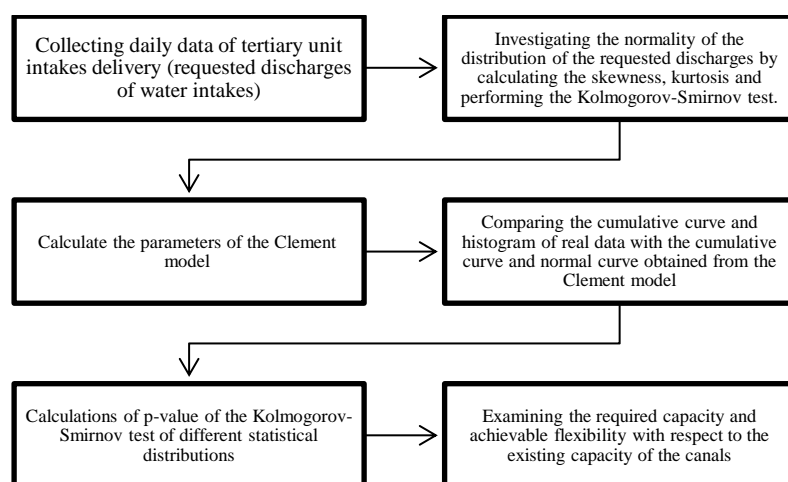 Collecting daily data of tertiary unit
intakes delivery (requested discharges
of water intakes)
Investigating the normality of the
distribution of the requested discharges by
calculating the skewness, kurtosis and
performing the Kolmogorov-Smirnov test.
Calculate the parameters of the Clement
model
Comparing the cumulative curve and
histogram of real data with the cumulative
curve and normal curve obtained from the
Clement model
Calculations of p-value of the Kolmogorov-
Smirnov test of different statistical
distributions
Examining the required capacity and
achievable flexibility with respect to the
existing capacity of the canals